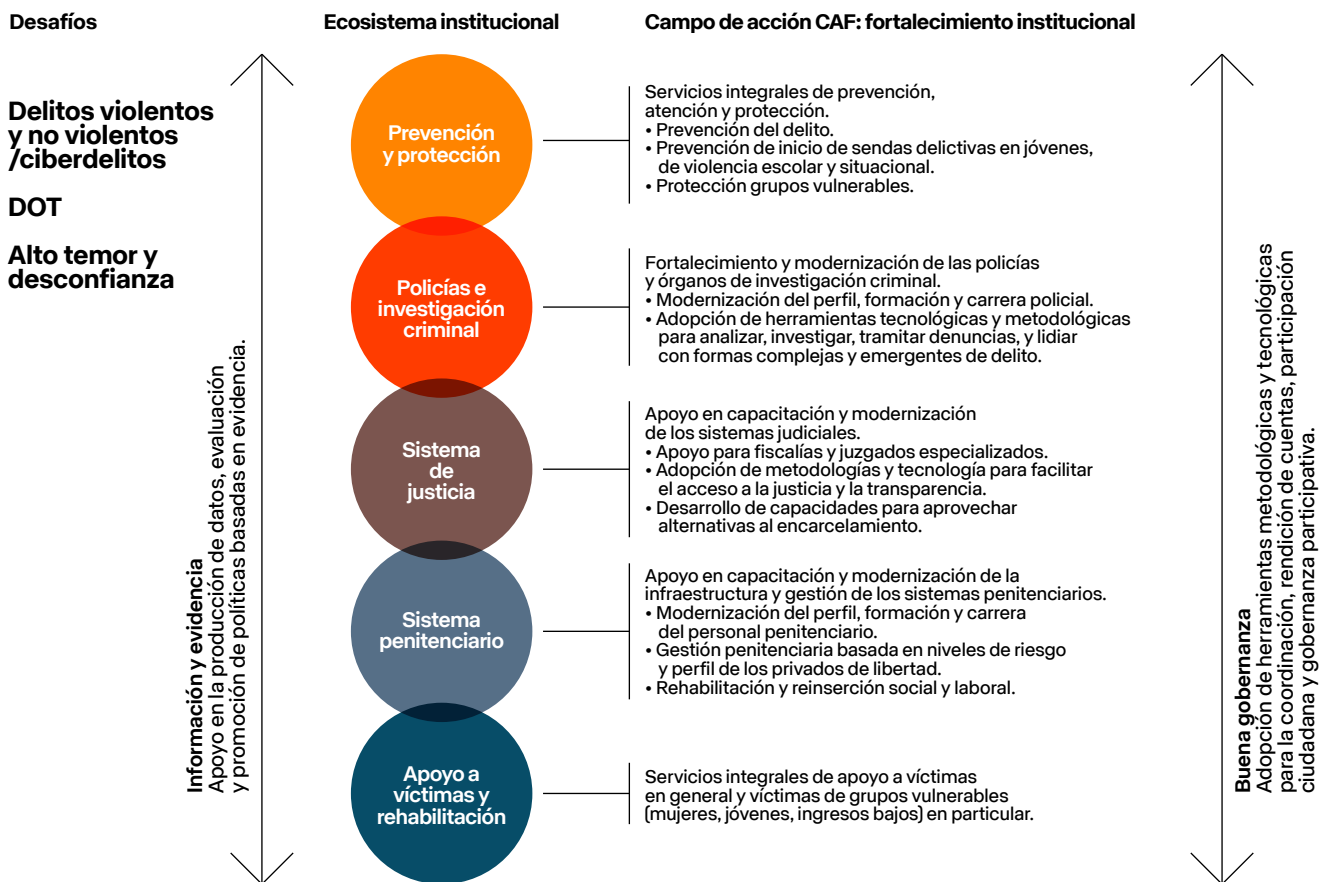 Desafíos
Ecosistema institucional
Campo de acción CAF: fortalecimiento institucional
Delitos violentos
y no violentos
/ciberdelitos
DOT
Alto temor y
desconfianza
Información y evidencia
Apoyo en la producción de datos, evaluación
y promoción de políticas basadas en evidencia.
Prevención
y protección
Servicios integrales de prevención,
atención y protección.
• Prevención del delito.
• Prevención de inicio de sendas delictivas en jóvenes,
de violencia escolar y situacional.
• Protección grupos vulnerables.
Policías e
investigación
criminal
Fortalecimiento y modernización de las policías
y órganos de investigación criminal.
• Modernización del perfil, formación y carrera policial.
• Adopción de herramientas tecnológicas y metodológicas
para analizar, investigar, tramitar denuncias, y lidiar
con formas complejas y emergentes de delito.
Sistema
de
justicia
Apoyo en capacitación y modernización
de los sistemas judiciales.
• Apoyo para fiscalías y juzgados especializados.
• Adopción de metodologías y tecnología para facilitar
el acceso a la justicia y la transparencia.
• Desarrollo de capacidades para aprovechar
alternativas al encarcelamiento.
Sistema
penitenciario
Apoyo en capacitación y modernización de la
infraestructura y gestión de los sistemas penitenciarios.
• Modernización del perfil, formación y carrera
del personal penitenciario.
• Gestión penitenciaria basada en niveles de riesgo
y perfil de los privados de libertad.
• Rehabilitación y reinserción social y laboral.
Apoyo a
víctimas y
rehabilitación
Servicios integrales de apoyo a víctimas
en general y víctimas de grupos vulnerables
(mujeres, jóvenes, ingresos bajos) en particular.
Buena gobernanza
Adopción de herramientas metodológicas y tecnológicas
para la coordinación, rendición de cuentas, participación
ciudadana y gobernanza participativa.